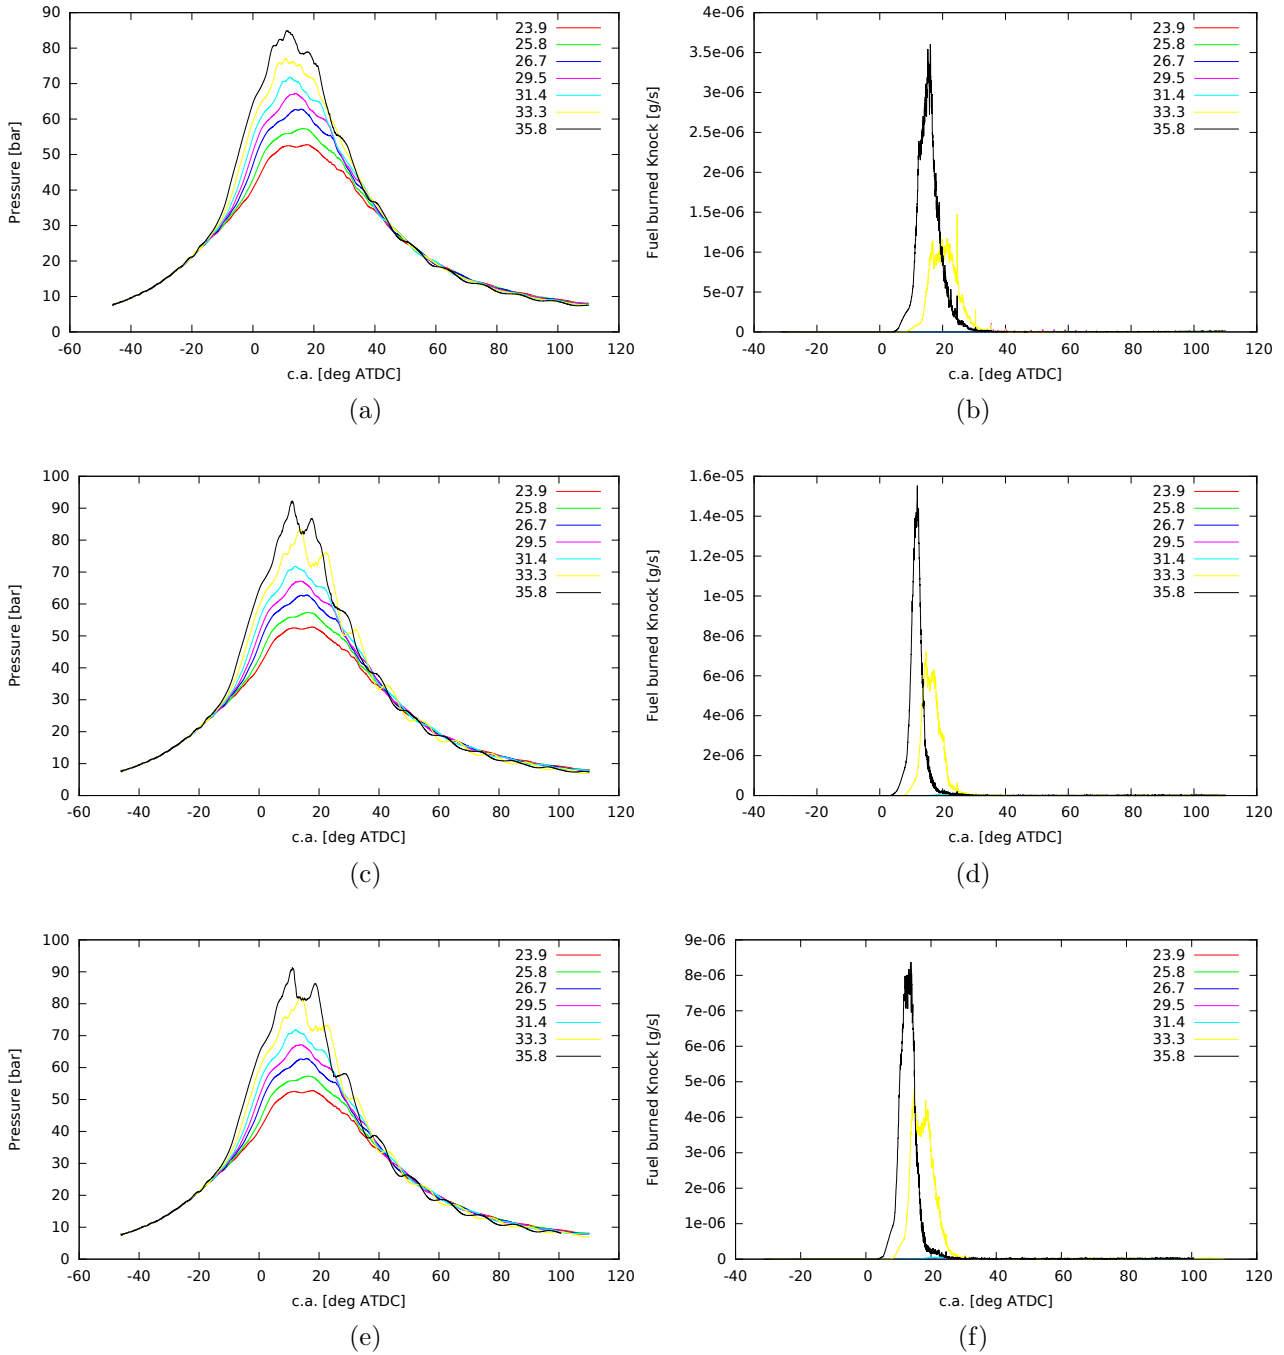 90
80
70
60
50
40
30
20
10
0
-60 -40 -20 0 20 40 60 80 100 120
Pressure [bar]
c.a. [deg ATDC]
23.9
25.8
26.7
29.5
31.4
33.3
35.8
(a)
4e-06
3.5e-06
3e-06
2.5e-06
2e-06
1.5e-06
1e-06
5e-07
0
-40 -20 0 20 40 60 80 100 120
Fuel burned Knock [g/s]
c.a. [deg ATDC]
23.9
25.8
26.7
29.5
31.4
33.3
35.8
(b)
100
90
80
70
60
50
40
30
20
10
0
-60 -40 -20 0 20 40 60 80 100 120
Pressure [bar]
c.a. [deg ATDC]
23.9
25.8
26.7
29.5
31.4
33.3
35.8
(c)
1.6e-05
1.4e-05
1.2e-05
1e-05
8e-06
6e-06
4e-06
2e-06
0
-40 -20 0 20 40 60 80 100 120
Fuel burned Knock [g/s]
c.a. [deg ATDC]
23.9
25.8
26.7
29.5
31.4
33.3
35.8
(d)
100
90
80
70
60
50
40
30
20
10
0
-60 -40 -20 0 20 40 60 80 100 120
Pressure [bar]
c.a. [deg ATDC]
23.9
25.8
26.7
29.5
31.4
33.3
35.8
(e)
9e-06
8e-06
7e-06
6e-06
5e-06
4e-06
3e-06
2e-06
1e-06
0
-40 -20 0 20 40 60 80 100 120
Fuel burned Knock [g/s]
c.a. [deg ATDC]
23.9
25.8
26.7
29.5
31.4
33.3
35.8
(f)